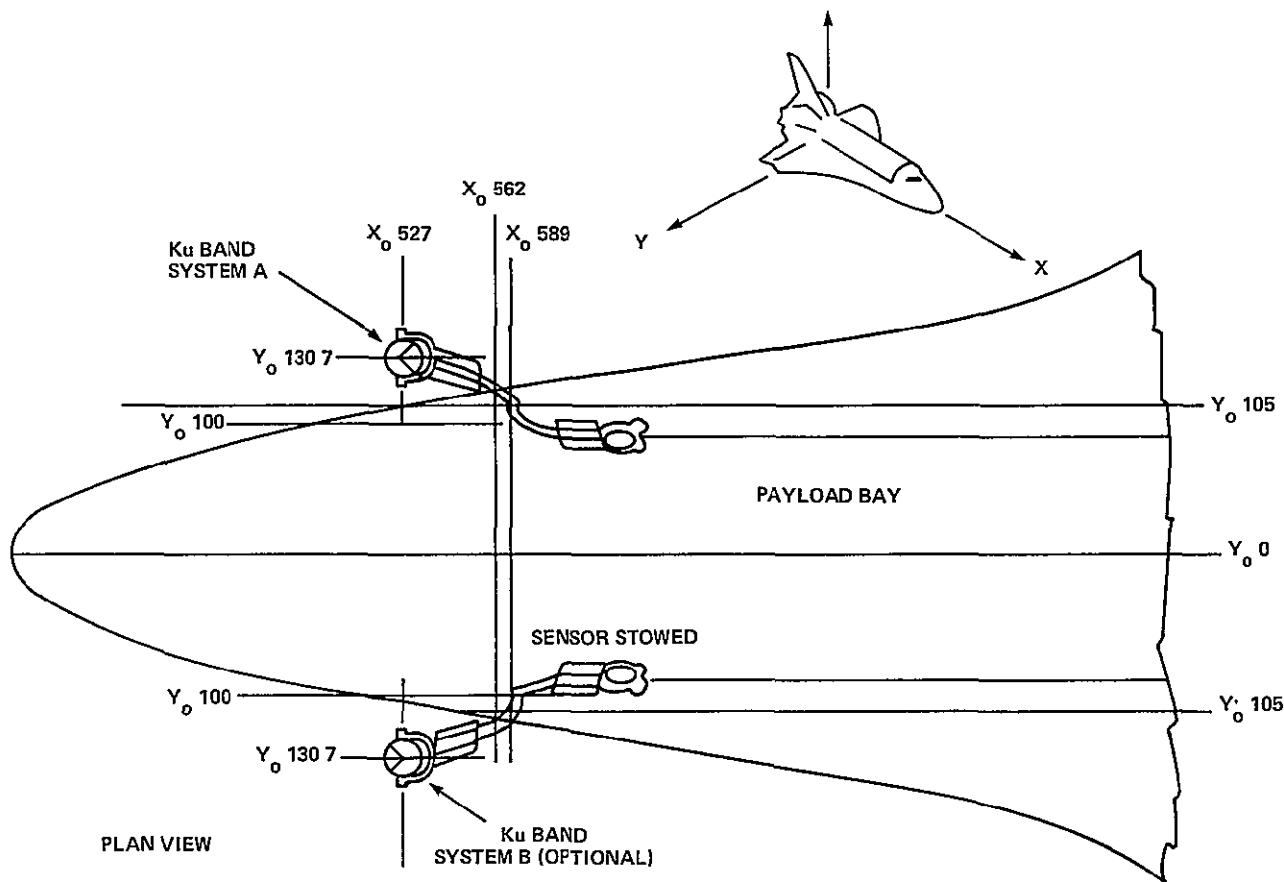 X₀ 562
X₀ 527
X₀ 589
Ku BAND
SYSTEM A
Y
X
Y₀ 130 7
Y₀ 105
Y₀ 100
PAYLOAD BAY
Y₀ 0
SENSOR STOWED
Y₀ 100
Y₀ 105
Y₀ 130 7
PLAN VIEW
Ku BAND
SYSTEM B (OPTIONAL)